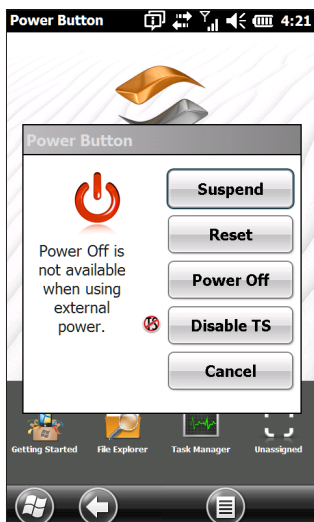 Power Button 4:21
Power Button
Suspend
Reset
Power Off is
not available
when using
external
power.
Power Off
TS
Disable TS
Cancel
Getting Started File Explorer Task Manager Unassigned